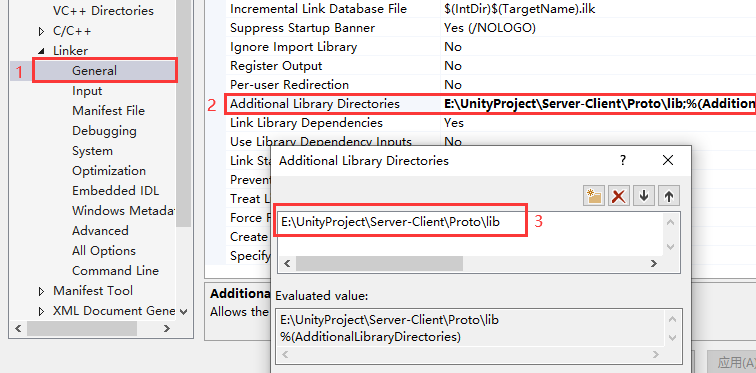 VC++ Directories
C/C++
Linker
1
General
Input
Manifest File
Debugging
System
Optimization
Embedded IDL
Windows Metada
Advanced
All Options
Command Line
Manifest Tool
XML Document Gene
Incremental Link Database File $(IntDir)$(TargetName).ilk
Suppress Startup Banner Yes (/NOLOGO)
Ignore Import Library No
Register Output No
Per-user Redirection No
2 Additional Library Directories E:\UnityProject\Server-Client\Proto\lib;%(Addition
Link Library Dependencies Yes
Use Library Dependency Inputs No
Link Sta
Prevent
Treat L
Force F
Create
Specify
Additiona
Allows the
Additional Library Directories ? ×
E:\UnityProject\Server-Client\Proto\lib 3
Evaluated value:
E:\UnityProject\Server-Client\Proto\lib
%(AdditionalLibraryDirectories)
应用(A)